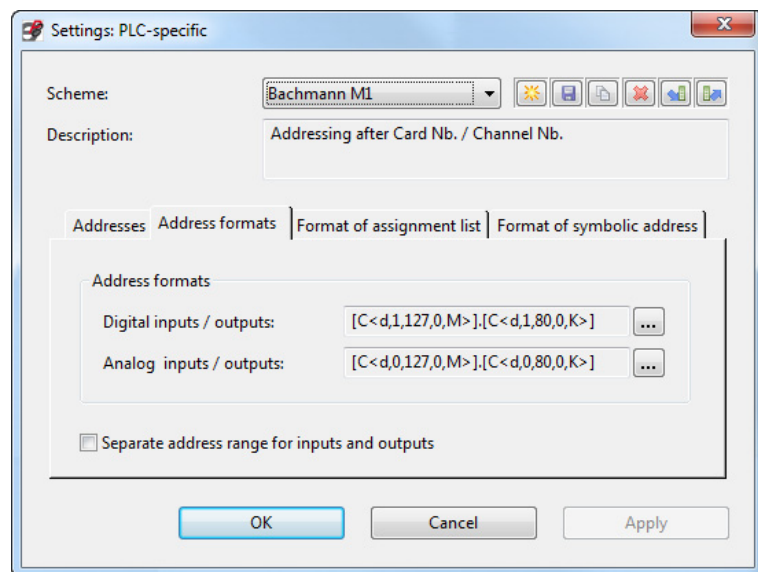 Settings: PLC-specific
Scheme: Bachmann M1
Description: Addressing after Card Nb. / Channel Nb.
Addresses Address formats Format of assignment list Format of symbolic address
Address formats
Digital inputs / outputs: [C<d,1,127,0,M>].[C<d,1,80,0,K>] ...
Analog inputs / outputs: [C<d,0,127,0,M>].[C<d,0,80,0,K>] ...
Separate address range for inputs and outputs
OK Cancel Apply